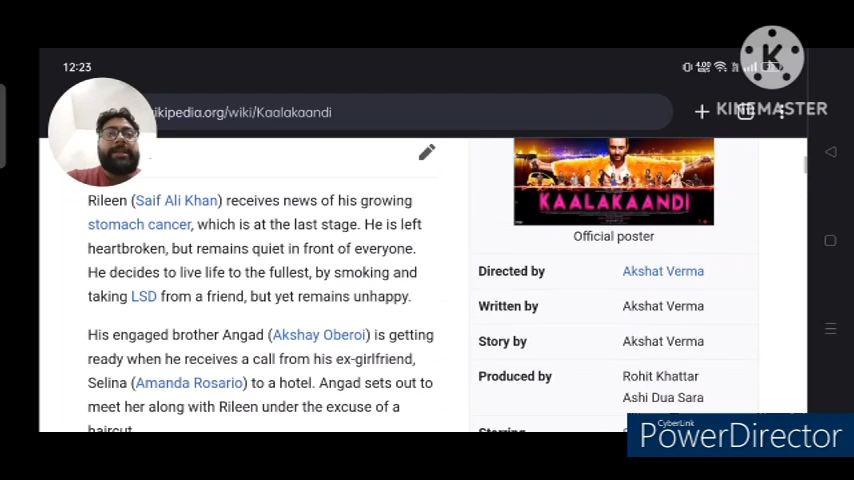 12:23
4.00
K
KINEMASTER
ikipedia.org/wiki/Kaalakaandi
Rileen (Saif Ali Khan) receives news of his growing
stomach cancer, which is at the last stage. He is left
heartbroken, but remains quiet in front of everyone.
He decides to live life to the fullest, by smoking and
taking LSD from a friend, but yet remains unhappy.
His engaged brother Angad (Akshay Oberoi) is getting
ready when he receives a call from his ex-girlfriend,
Selina (Amanda Rosario) to a hotel. Angad sets out to
meet her along with Rileen under the excuse of a
haircut
KAALAKAANDI
Official poster
Directed by Akshat Verma
Written by Akshat Verma
Story by Akshat Verma
Produced by Rohit Khattar
Ashi Dua Sara
Starring
CyberLink
PowerDirector